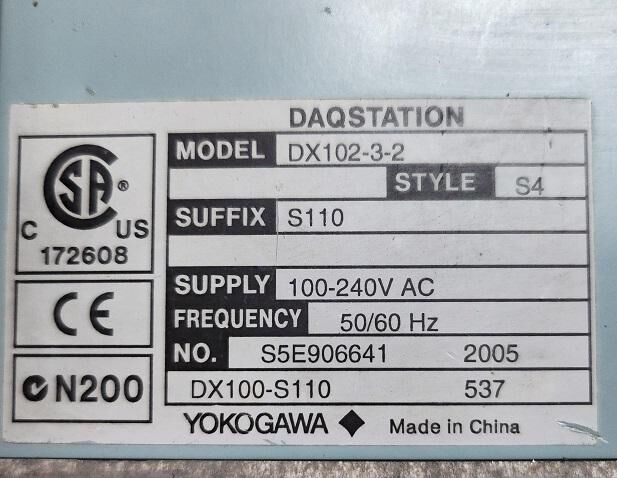 DAQSTATION
MODEL DX102-3-2
STYLE S4
SUFFIX S110
SUPPLY 100-240V AC
FREQUENCY 50/60 Hz
NO. S5E906641 2005
DX100-S110 537
YOKOGAWA ◆ Made in China
CSA ®
C US
172608
CE
N200